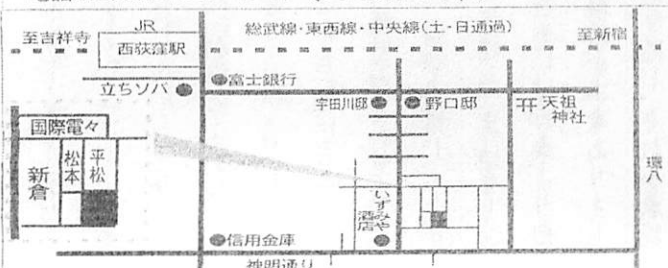 JR
総武線・東西線・中央線(土・日通過)
至吉祥寺
西荻窪駅
至新宿
富士銀行
立ちソバ
宇田川邸
野口邸
天祖
神社
国際電々
新倉
松本
平松
環八
いずみや
酒店
信用金庫
神明通り